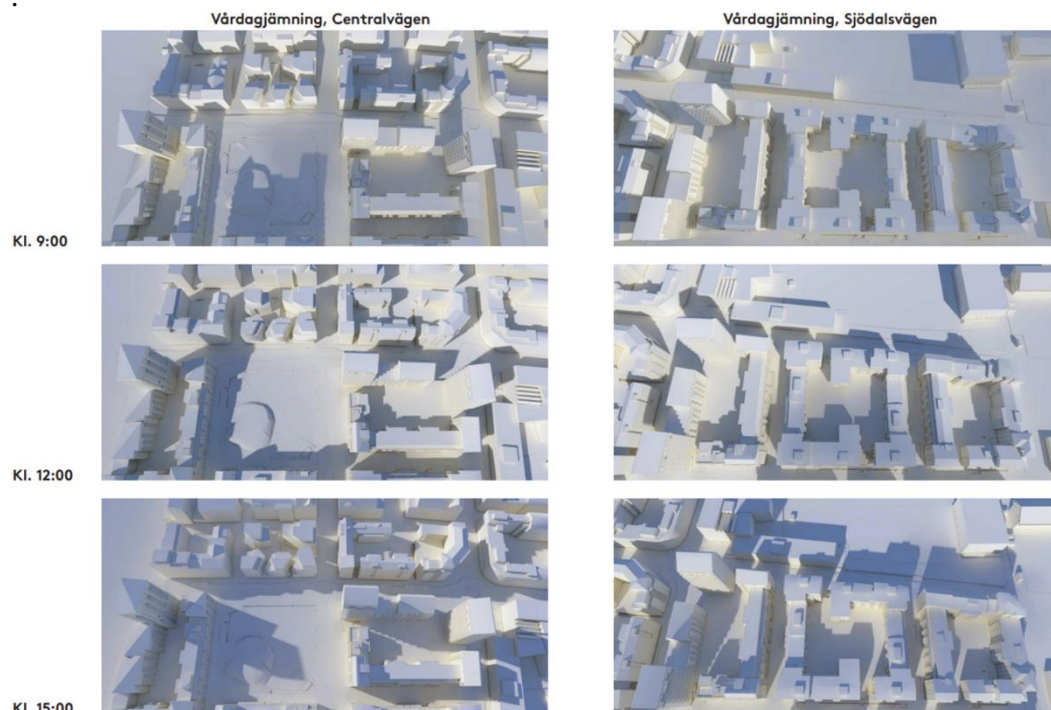 Vårdagjämning, Centralvägen
Vårdagjämning, Sjödalsvägen
Kl. 9:00
Kl. 12:00
Kl. 15:00